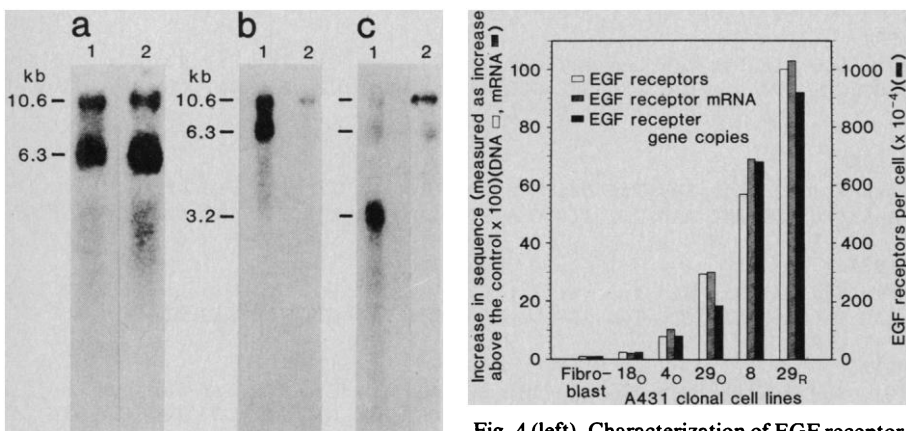 a
b
c
1
2
1
2
1
2
kb
10.6
6.3
kb
10.6
6.3
3.2
Increase in sequence (measured as increase
above the control x 100)(DNA □, mRNA ▬)
100
80
60
40
20
0
EGF receptors
EGF receptor mRNA
EGF recepter
gene copies
1000
800
600
400
200
0
EGF receptors per cell (x 10⁻⁴)(▬)
Fibro-
blast
18O
4O
29O
8
29R
A431 clonal cell lines
Fig. 4 (left). Characterization of EGF receptor